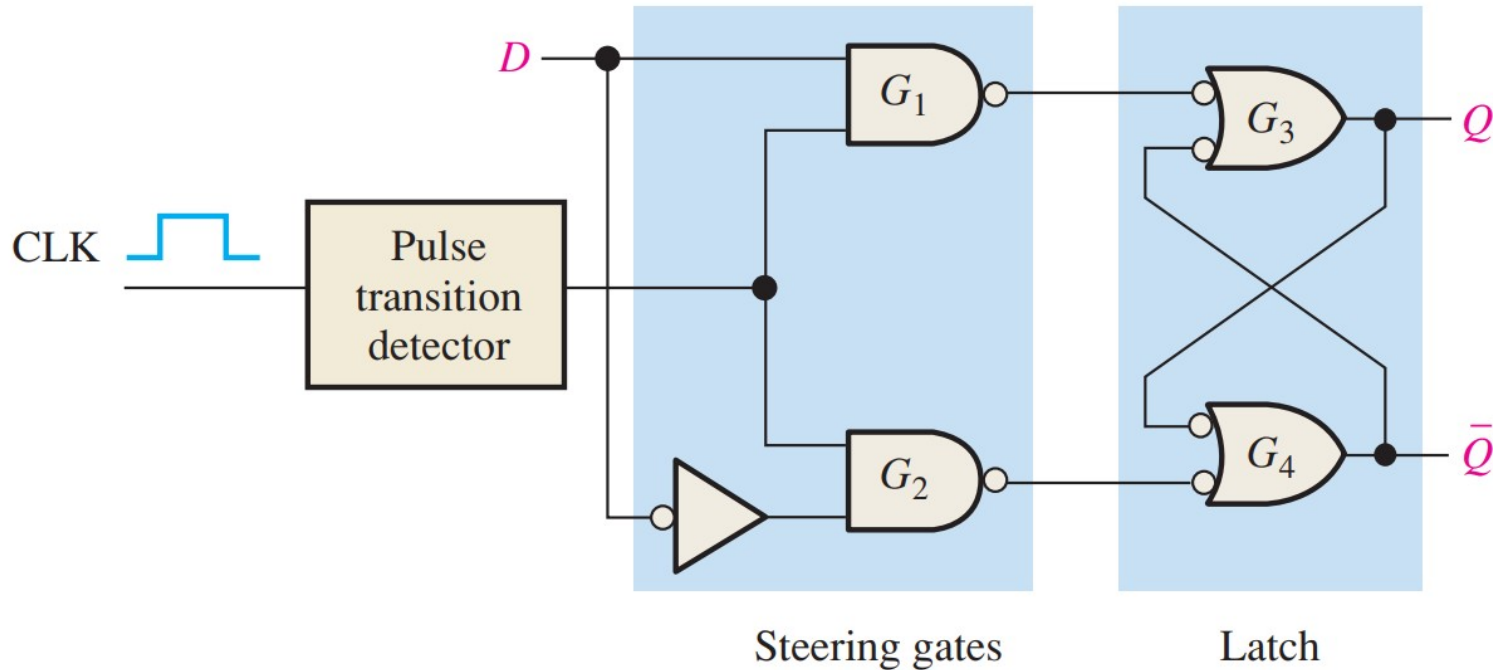 D
G₁
G₃
Q
CLK
Pulse
transition
detector
G₂
G₄
Q̄
Steering gates
Latch